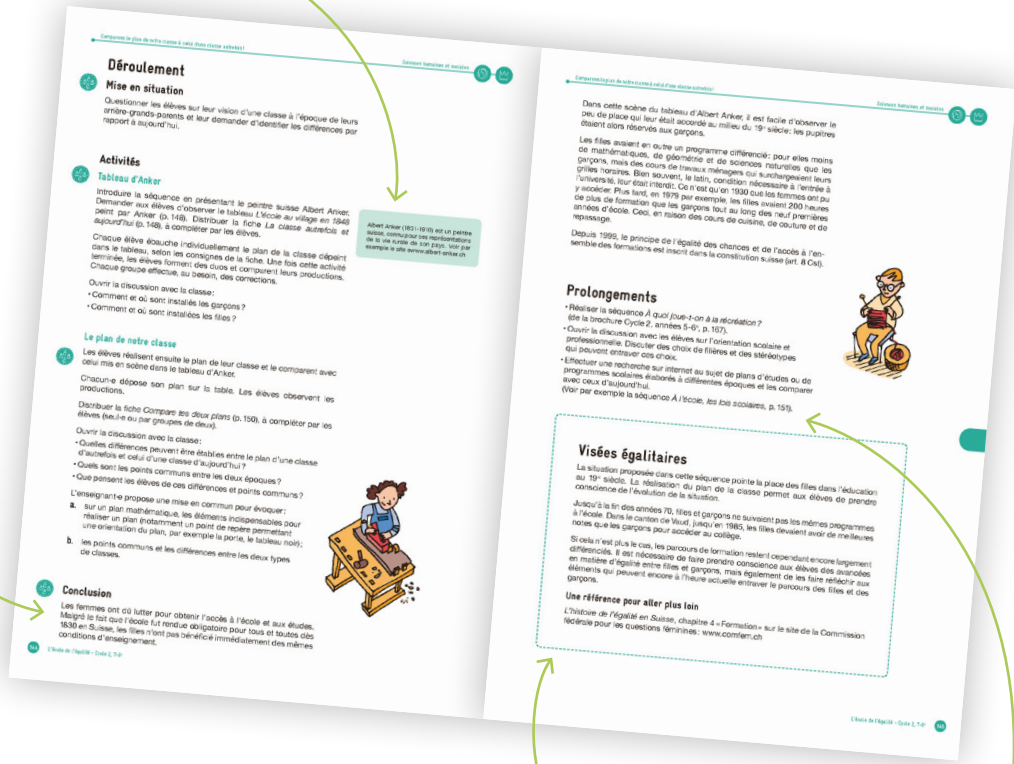 Comparons le plan de notre classe à celui d'une classe autrefois!
Sciences humaines et sociales
Déroulement
Mise en situation
Questionner les élèves sur leur vision d'une classe à l'époque de leurs
arrière-grands-parents et leur demander d'identifier les différences par
rapport à aujourd'hui.
Activités
Tableau d'Anker
Introduire la séquence en présentant le peintre suisse Albert Anker.
Demander aux élèves d'observer le tableau L'école au village en 1848
peint par Anker (p. 148). Distribuer la fiche La classe autrefois et
aujourd'hui (p. 148), à compléter par les élèves.
Chaque élève ébauche individuellement le plan de la classe dépeint
dans le tableau, selon les consignes de la fiche. Une fois cette activité
terminée, les élèves forment des duos et comparent leurs productions.
Chaque groupe effectue, au besoin, des corrections.
Ouvrir la discussion avec la classe:
• Comment et où sont installés les garçons?
• Comment et où sont installées les filles?
Albert Anker (1831-1910) est un peintre
suisse, connu pour ses représentations
de la vie rurale de son pays. Voir par
exemple le site www.albert-anker.ch
Le plan de notre classe
Les élèves réalisent ensuite le plan de leur classe et le comparent avec
celui mis en scène dans le tableau d'Anker.
Chacun·e dépose son plan sur la table. Les élèves observent les
productions.
Distribuer la fiche Compare les deux plans (p. 150), à compléter par les
élèves (seul·e ou par groupes de deux).
Ouvrir la discussion avec la classe:
• Quelles différences peuvent être établies entre le plan d'une classe
d'autrefois et celui d'une classe d'aujourd'hui?
• Quels sont les points communs entre les deux époques?
• Que pensent les élèves de ces différences et points communs?
L'enseignant·e propose une mise en commun pour évoquer:
a. sur un plan mathématique, les éléments indispensables pour
réaliser un plan (notamment un point de repère permettant
une orientation du plan, par exemple la porte, le tableau noir);
b. les points communs et les différences entre les deux types
de classes.
Conclusion
Les femmes ont dû lutter pour obtenir l'accès à l'école et aux études.
Malgré le fait que l'école fut rendue obligatoire pour tous et toutes dès
1830 en Suisse, les filles n'ont pas bénéficié immédiatement des mêmes
conditions d'enseignement.
L'école de l'égalité – Cycle 2, 7-8e
Comparons le plan de notre classe à celui d'une classe autrefois!
Sciences humaines et sociales
Dans cette scène du tableau d'Albert Anker, il est facile d'observer le
peu de place qui leur était accordé au milieu du 19e siècle: les pupitres
étaient alors réservés aux garçons.
Les filles avaient en outre un programme différencié: pour elles moins
de mathématiques, de géométrie et de sciences naturelles que les
garçons, mais des cours de travaux ménagers qui surchargeaient leurs
grilles horaires. Bien souvent, le latin, condition nécessaire à l'entrée à
l'université, leur était interdit. Ce n'est qu'en 1930 que les femmes ont pu
y accéder. Plus tard, en 1979 par exemple, les filles avaient 200 heures
de plus de formation que les garçons tout au long des neuf premières
années d'école. Ceci, en raison des cours de cuisine, de couture et de
repassage.
Depuis 1999, le principe de l'égalité des chances et de l'accès à l'en-
semble des formations est inscrit dans la constitution suisse (art. 8 Cst).
Prolongements
• Réaliser la séquence À quoi joue-t-on à la récréation?
(de la brochure Cycle 2, années 5-6e, p. 167).
• Ouvrir la discussion avec les élèves sur l'orientation scolaire et
professionnelle. Discuter des choix de filières et des stéréotypes
qui peuvent entraver ces choix.
• Effectuer une recherche sur internet au sujet de plans d'études ou de
programmes scolaires élaborés à différentes époques et les comparer
avec ceux d'aujourd'hui.
(Voir par exemple la séquence À l'école, les lois scolaires, p. 151).
Visées égalitaires
La situation proposée dans cette séquence pointe la place des filles dans l'éducation
au 19e siècle. La réalisation du plan de la classe permet aux élèves de prendre
conscience de l'évolution de la situation.
Jusqu'à la fin des années 70, filles et garçons ne suivaient pas les mêmes programmes
à l'école. Dans le canton de Vaud, jusqu'en 1985, les filles devaient avoir de meilleures
notes que les garçons pour accéder au collège.
Si cela n'est plus le cas, les parcours de formation restent cependant encore largement
différenciés. Il est nécessaire de faire prendre conscience aux élèves des avancées
en matière d'égalité entre filles et garçons, mais également de les faire réfléchir aux
éléments qui peuvent encore à l'heure actuelle entraver le parcours des filles et des
garçons.
Une référence pour aller plus loin
L'histoire de l'égalité en Suisse, chapitre 4 «Formation» sur le site de la Commission
fédérale pour les questions féminines: www.comfem.ch
L'école de l'égalité – Cycle 2, 7-8e